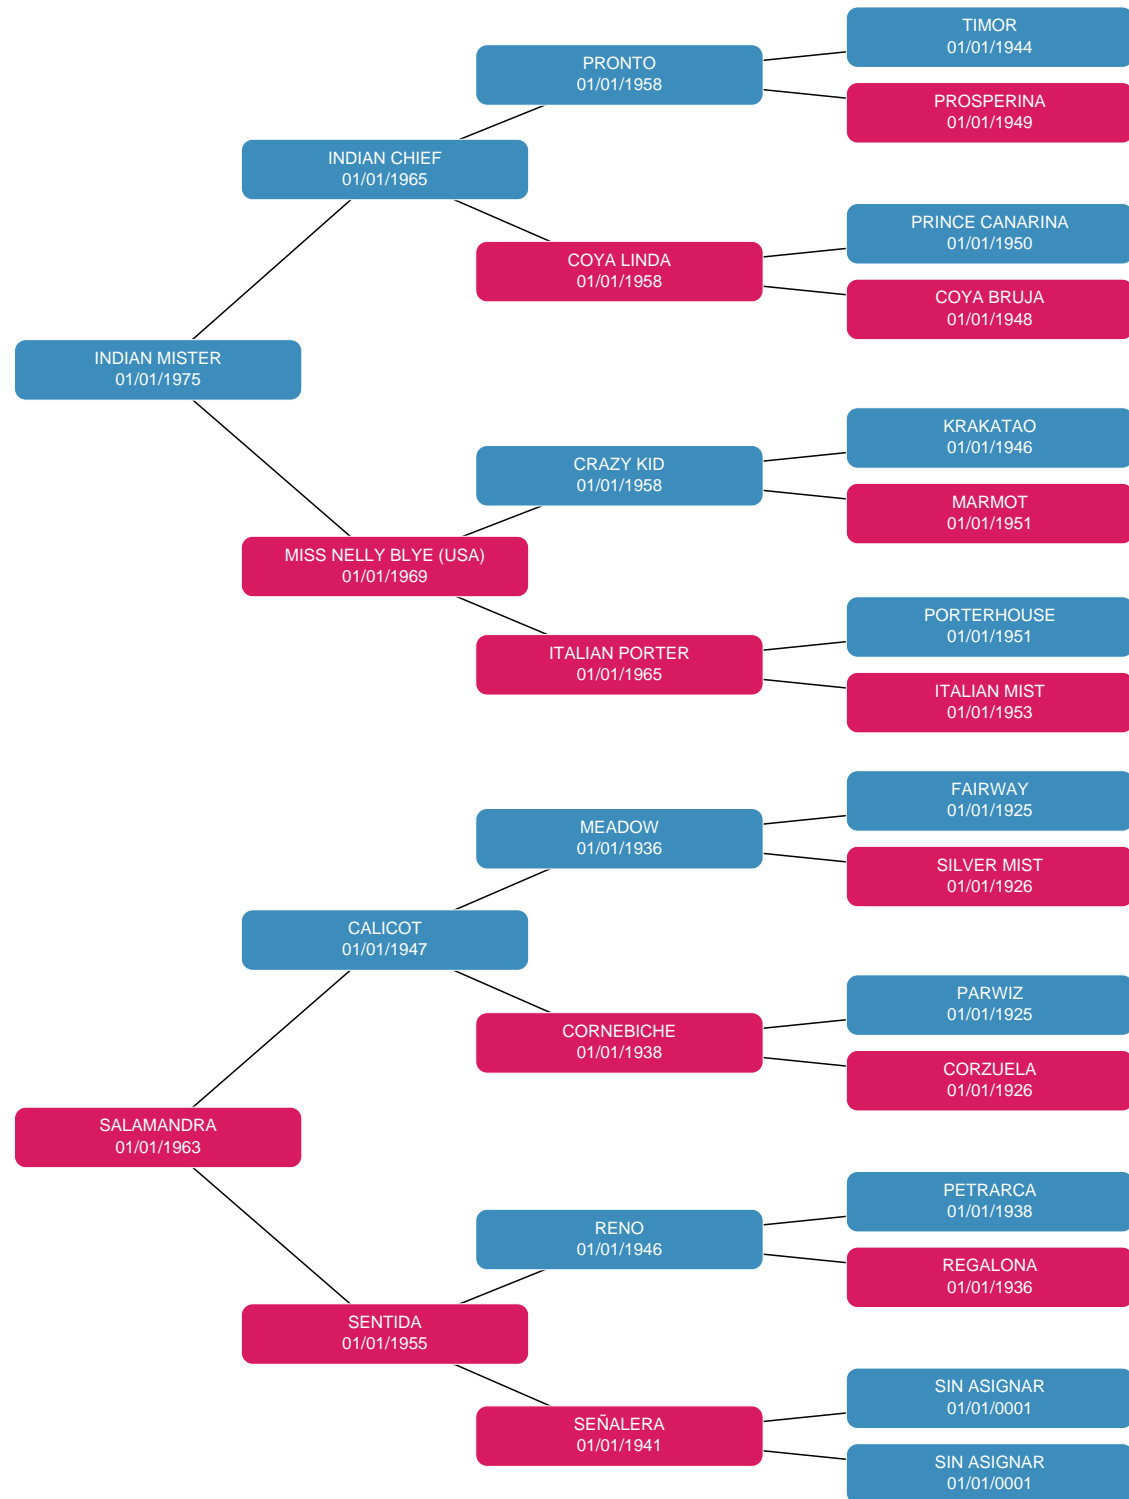 TIMOR
01/01/1944
PRONTO
01/01/1958
PROSPERINA
01/01/1949
INDIAN CHIEF
01/01/1965
PRINCE CANARINA
01/01/1950
COYA LINDA
01/01/1958
COYA BRUJA
01/01/1948
INDIAN MISTER
01/01/1975
KRAKATAO
01/01/1946
CRAZY KID
01/01/1958
MARMOT
01/01/1951
MISS NELLY BLYE (USA)
01/01/1969
PORTERHOUSE
01/01/1951
ITALIAN PORTER
01/01/1965
ITALIAN MIST
01/01/1953
FAIRWAY
01/01/1925
MEADOW
01/01/1936
SILVER MIST
01/01/1926
CALICOT
01/01/1947
PARWIZ
01/01/1925
CORNEBICHE
01/01/1938
CORZUELA
01/01/1926
SALAMANDRA
01/01/1963
PETRARCA
01/01/1938
RENO
01/01/1946
REGALONA
01/01/1936
SENTIDA
01/01/1955
SIN ASIGNAR
01/01/0001
SEÑALERA
01/01/1941
SIN ASIGNAR
01/01/0001